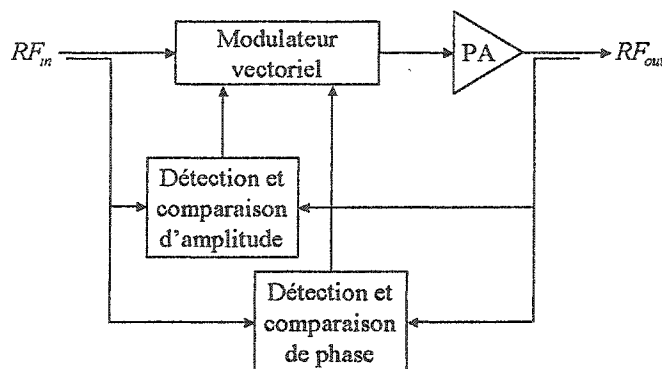 RF_in
Modulateur
vectoriel
PA
RF_out
Détection et
comparaison
d'amplitude
Détection et
comparaison
de phase